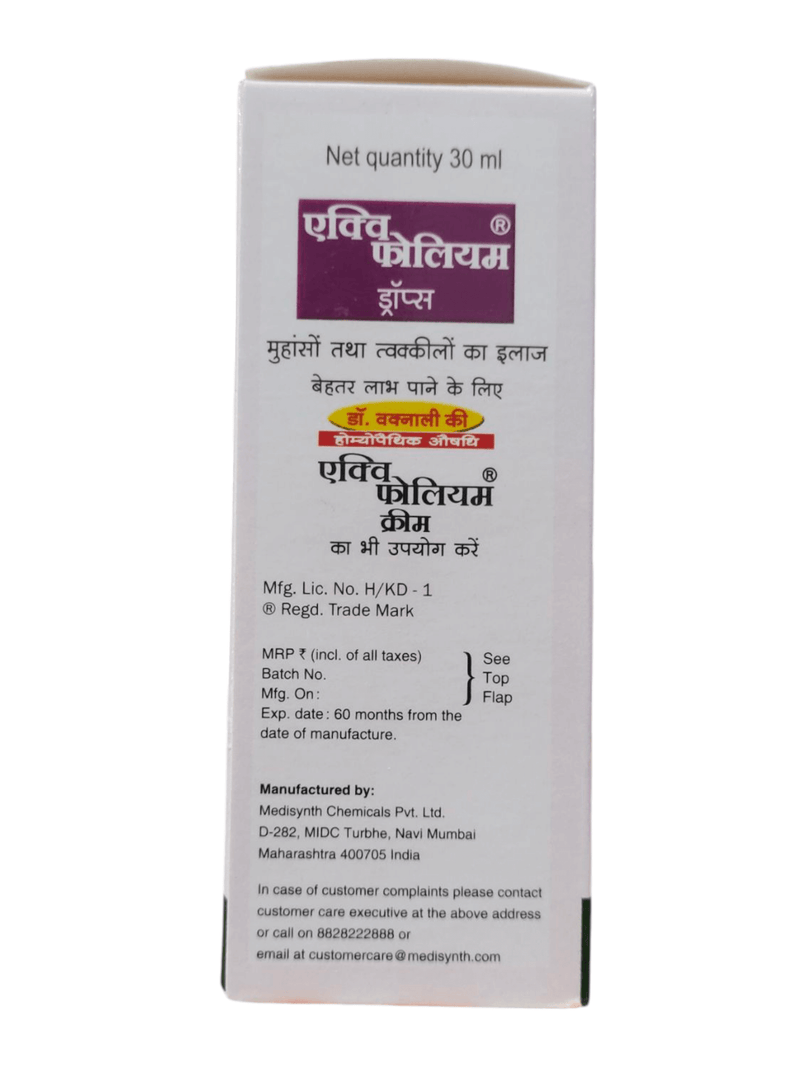 Net quantity 30 ml
एक्वि
फोलियम ®
ड्रॉप्स
मुहांसों तथा त्वक्कीलों का इलाज
बेहतर लाभ पाने के लिए
डॉ. वक्नाली की
होम्योपैथिक औषधि
एक्वि
फोलियम ®
क्रीम
का भी उपयोग करें
Mfg. Lic. No. H/KD - 1
® Regd. Trade Mark
MRP ₹ (incl. of all taxes) } See
Batch No. Top
Mfg. On : Flap
Exp. date : 60 months from the
date of manufacture.
Manufactured by:
Medisynth Chemicals Pvt. Ltd.
D-282, MIDC Turbhe, Navi Mumbai
Maharashtra 400705 India
In case of customer complaints please contact
customer care executive at the above address
or call on 8828222888 or
email at customercare@medisynth.com